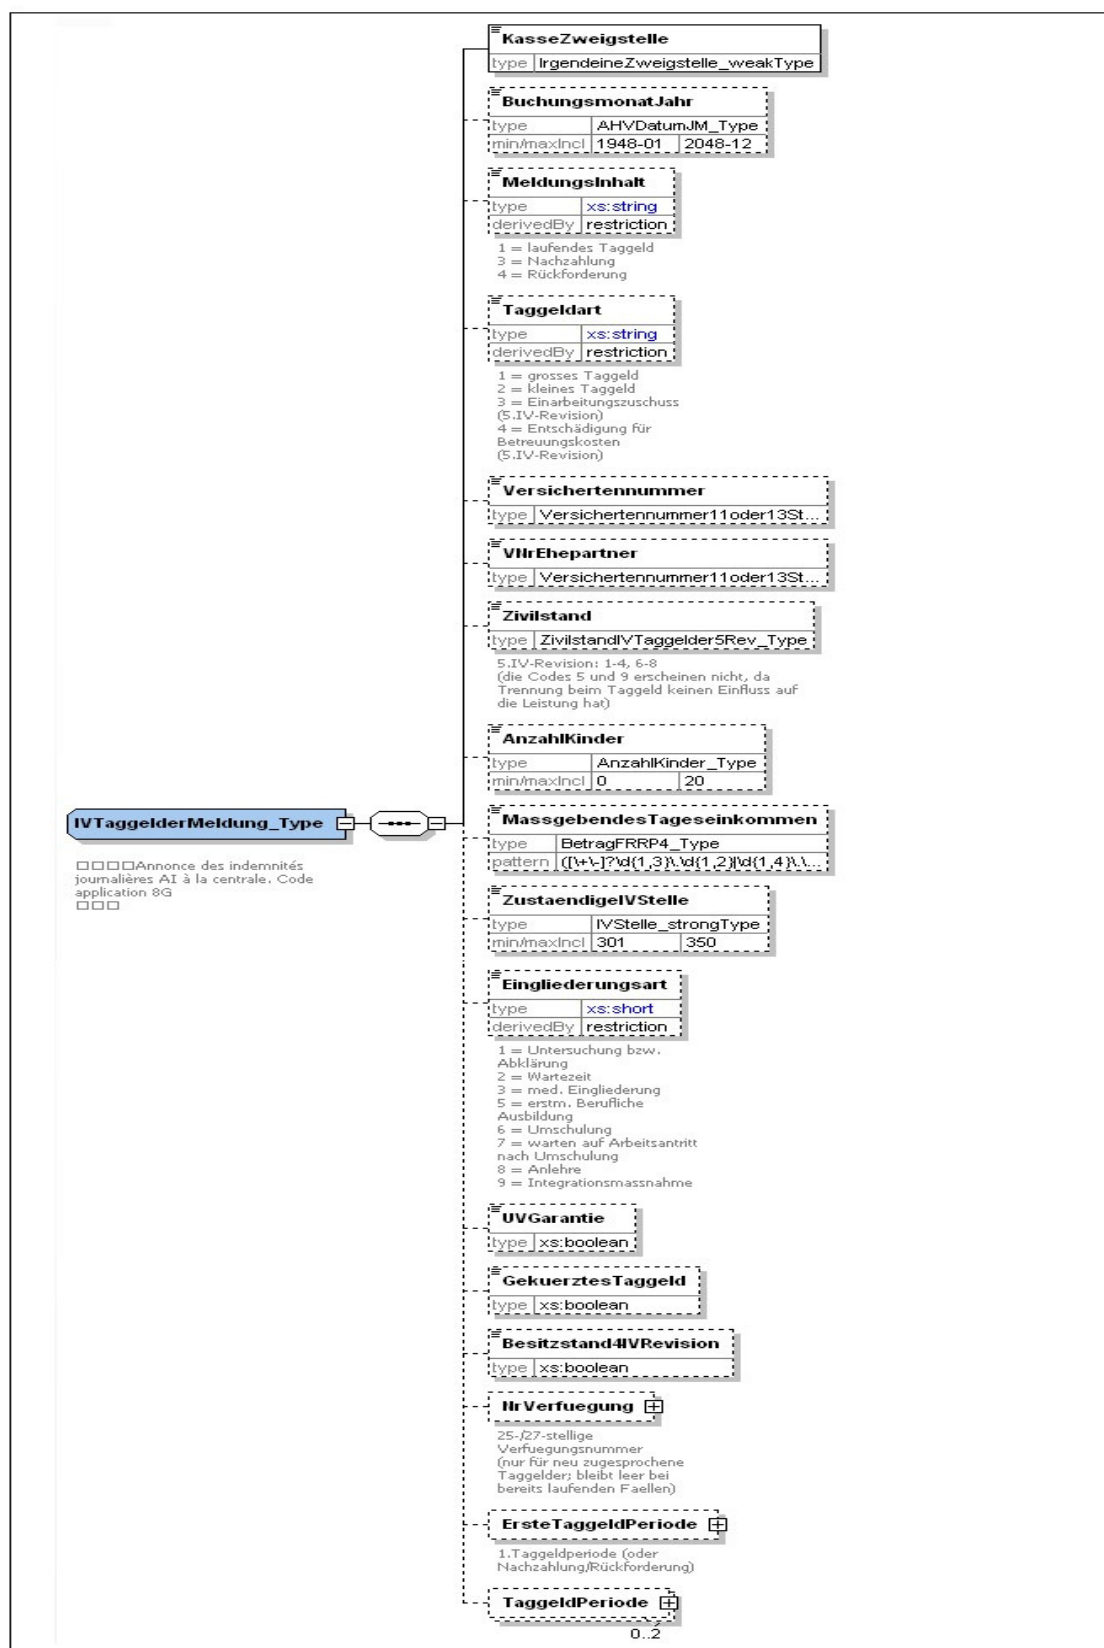 KasseZweigstelle
type IrgendeineZweigstelle_weakType
BuchungsmonatJahr
type AHVDatumJM_Type
min/maxIncl 1948-01 2048-12
MeldungsInhalt
type xs:string
derivedBy restriction
1 = laufendes Taggeld
3 = Nachzahlung
4 = Rückforderung
Taggeldart
type xs:string
derivedBy restriction
1 = grosses Taggeld
2 = kleines Taggeld
3 = Einarbeitungszuschuss
(5.IV-Revision)
4 = Entschädigung für
Betreuungskosten
(5.IV-Revision)
Versichertennummer
type Versichertennummer11oder13St...
VNrEhepartner
type Versichertennummer11oder13St...
Zivilstand
type ZivilstandIVTaggelder5Rev_Type
5.IV-Revision: 1-4, 6-8
(die Codes 5 und 9 erscheinen nicht, da
Trennung beim Taggeld keinen Einfluss auf
die Leistung hat)
AnzahlKinder
type AnzahlKinder_Type
min/maxIncl 0 20
IVTaggelderMeldung_Type
Annonce des indemnités
journalières AI à la centrale. Code
application 8G
MassgebendesTageseinkommen
type BetragFRRP4_Type
pattern ([\+\-]?\d{1,3}\.\d{1,2}|\d{1,4}\.\...
ZustaendigeIVStelle
type IVStelle_strongType
min/maxIncl 301 350
Eingliederungsart
type xs:short
derivedBy restriction
1 = Untersuchung bzw.
Abklärung
2 = Wartezeit
3 = med. Eingliederung
5 = erstm. Berufliche
Ausbildung
6 = Umschulung
7 = warten auf Arbeitsantritt
nach Umschulung
8 = Anlehre
9 = Integrationsmassnahme
UVGarantie
type xs:boolean
GekuerztesTaggeld
type xs:boolean
Besitzstand4IVRevision
type xs:boolean
NrVerfuegung
25-/27-stellige
Verfuegungsnummer
(nur für neu zugesprochene
Taggelder; bleibt leer bei
bereits laufenden Faellen)
ErsteTaggeldPeriode
1.Taggeldperiode (oder
Nachzahlung/Rückforderung)
TaggeldPeriode
0..2